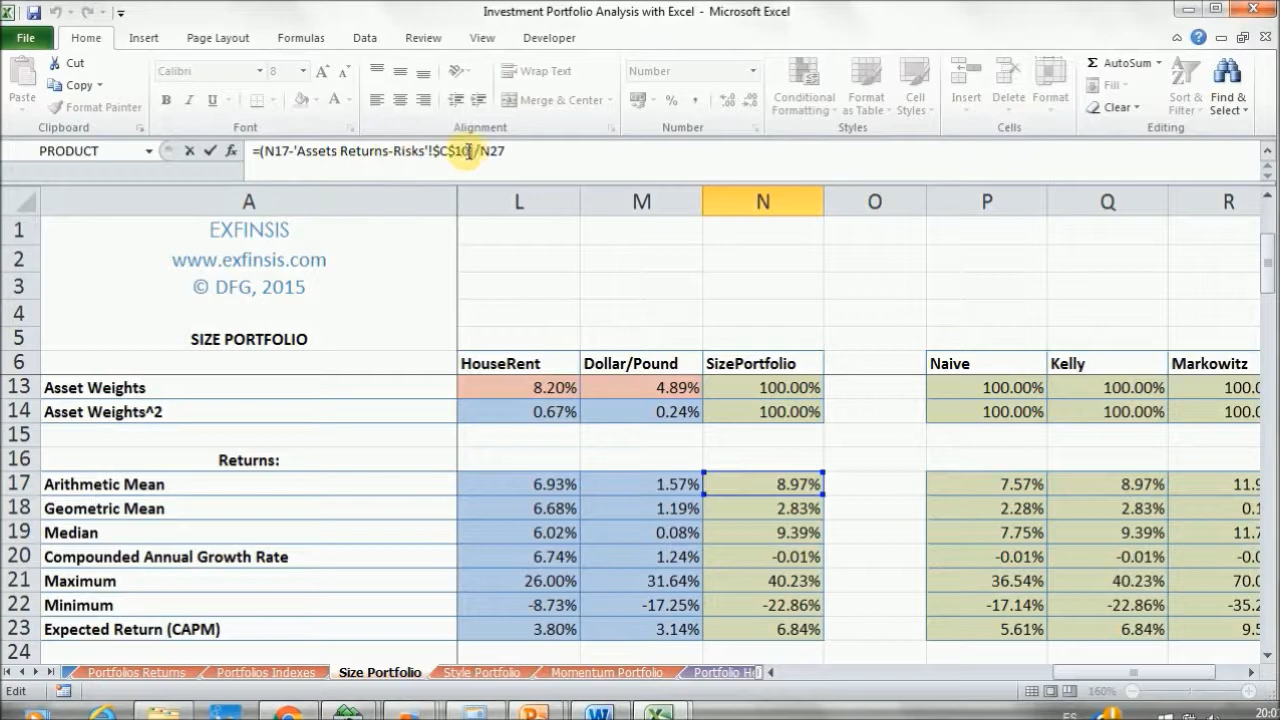 Investment Portfolio Analysis with Excel - Microsoft Excel
File Home Insert Page Layout Formulas Data Review View Developer
Paste
Cut
Copy
Format Painter
Clipboard
Calibri 8
B I U
Font
Wrap Text
Merge & Center
Alignment
Number
%
Number
Conditional Formatting
Format as Table
Cell Styles
Styles
Insert
Delete
Format
Cells
Σ AutoSum
Fill
Clear
Sort & Filter
Find & Select
Editing
PRODUCT fx =(N17-'Assets Returns-Risks'!$C$10)/N27
A L M N O P Q R
1 EXFINSIS
2 www.exfinsis.com
3 © DFG, 2015
4
5 SIZE PORTFOLIO
6 HouseRent Dollar/Pound SizePortfolio Naive Kelly Markowitz
13 Asset Weights 8.20% 4.89% 100.00% 100.00% 100.00% 100.0
14 Asset Weights^2 0.67% 0.24% 100.00% 100.00% 100.00% 100.0
15
16 Returns:
17 Arithmetic Mean 6.93% 1.57% 8.97% 7.57% 8.97% 11.9
18 Geometric Mean 6.68% 1.19% 2.83% 2.28% 2.83% 0.1
19 Median 6.02% 0.08% 9.39% 7.75% 9.39% 11.7
20 Compounded Annual Growth Rate 6.74% 1.24% -0.01% -0.01% -0.01% -0.0
21 Maximum 26.00% 31.64% 40.23% 36.54% 40.23% 70.0
22 Minimum -8.73% -17.25% -22.86% -17.14% -22.86% -35.2
23 Expected Return (CAPM) 3.80% 3.14% 6.84% 5.61% 6.84% 9.5
24
Portfolios Returns Portfolios Indexes Size Portfolio Style Portfolio Momentum Portfolio Portfolio
Edit 160%
ES 20:0